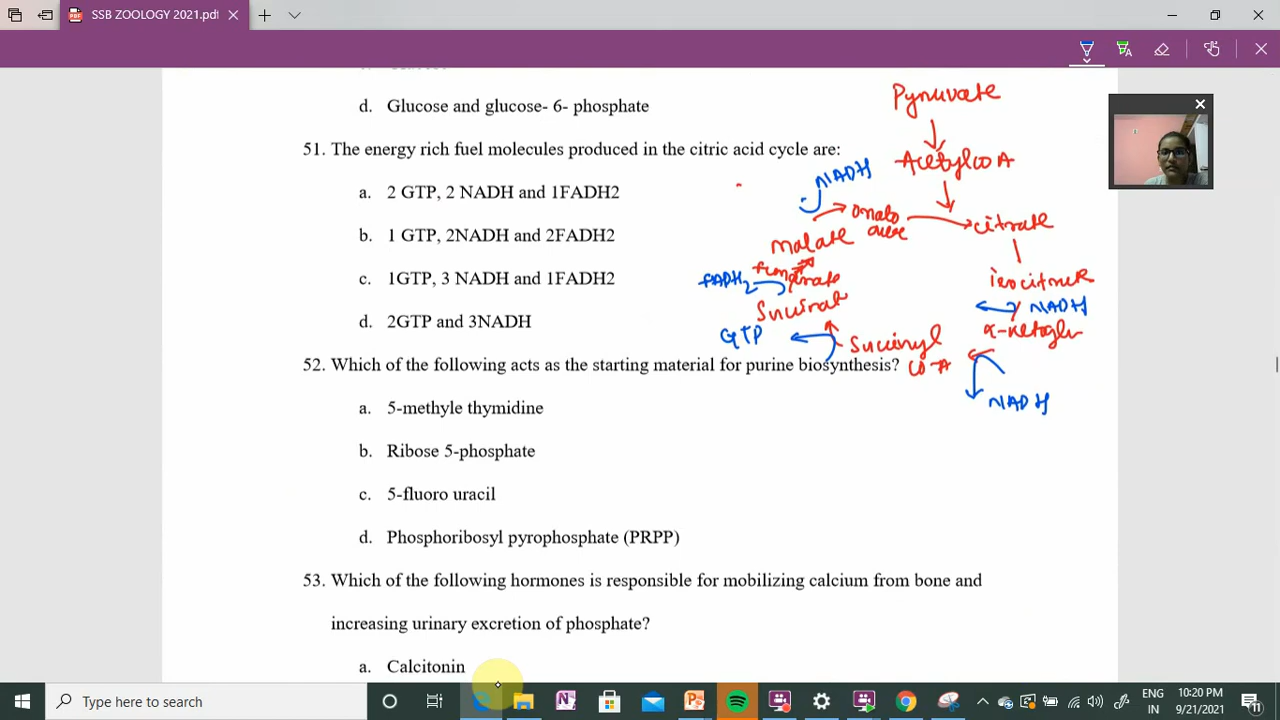 SSB ZOOLOGY 2021.pdf
d. Glucose and glucose- 6- phosphate
51. The energy rich fuel molecules produced in the citric acid cycle are:
a. 2 GTP, 2 NADH and 1FADH2
b. 1 GTP, 2NADH and 2FADH2
c. 1GTP, 3 NADH and 1FADH2
d. 2GTP and 3NADH
52. Which of the following acts as the starting material for purine biosynthesis?
a. 5-methyle thymidine
b. Ribose 5-phosphate
c. 5-fluoro uracil
d. Phosphoribosyl pyrophosphate (PRPP)
53. Which of the following hormones is responsible for mobilizing calcium from bone and
increasing urinary excretion of phosphate?
a. Calcitonin
Pyruvate
Acetyl co A
NADH
citrate
Malate
FADH2
NADH
GTP
Succinyl
co-A
NADH
Type here to search
ENG
IN
10:20 PM
9/21/2021
11